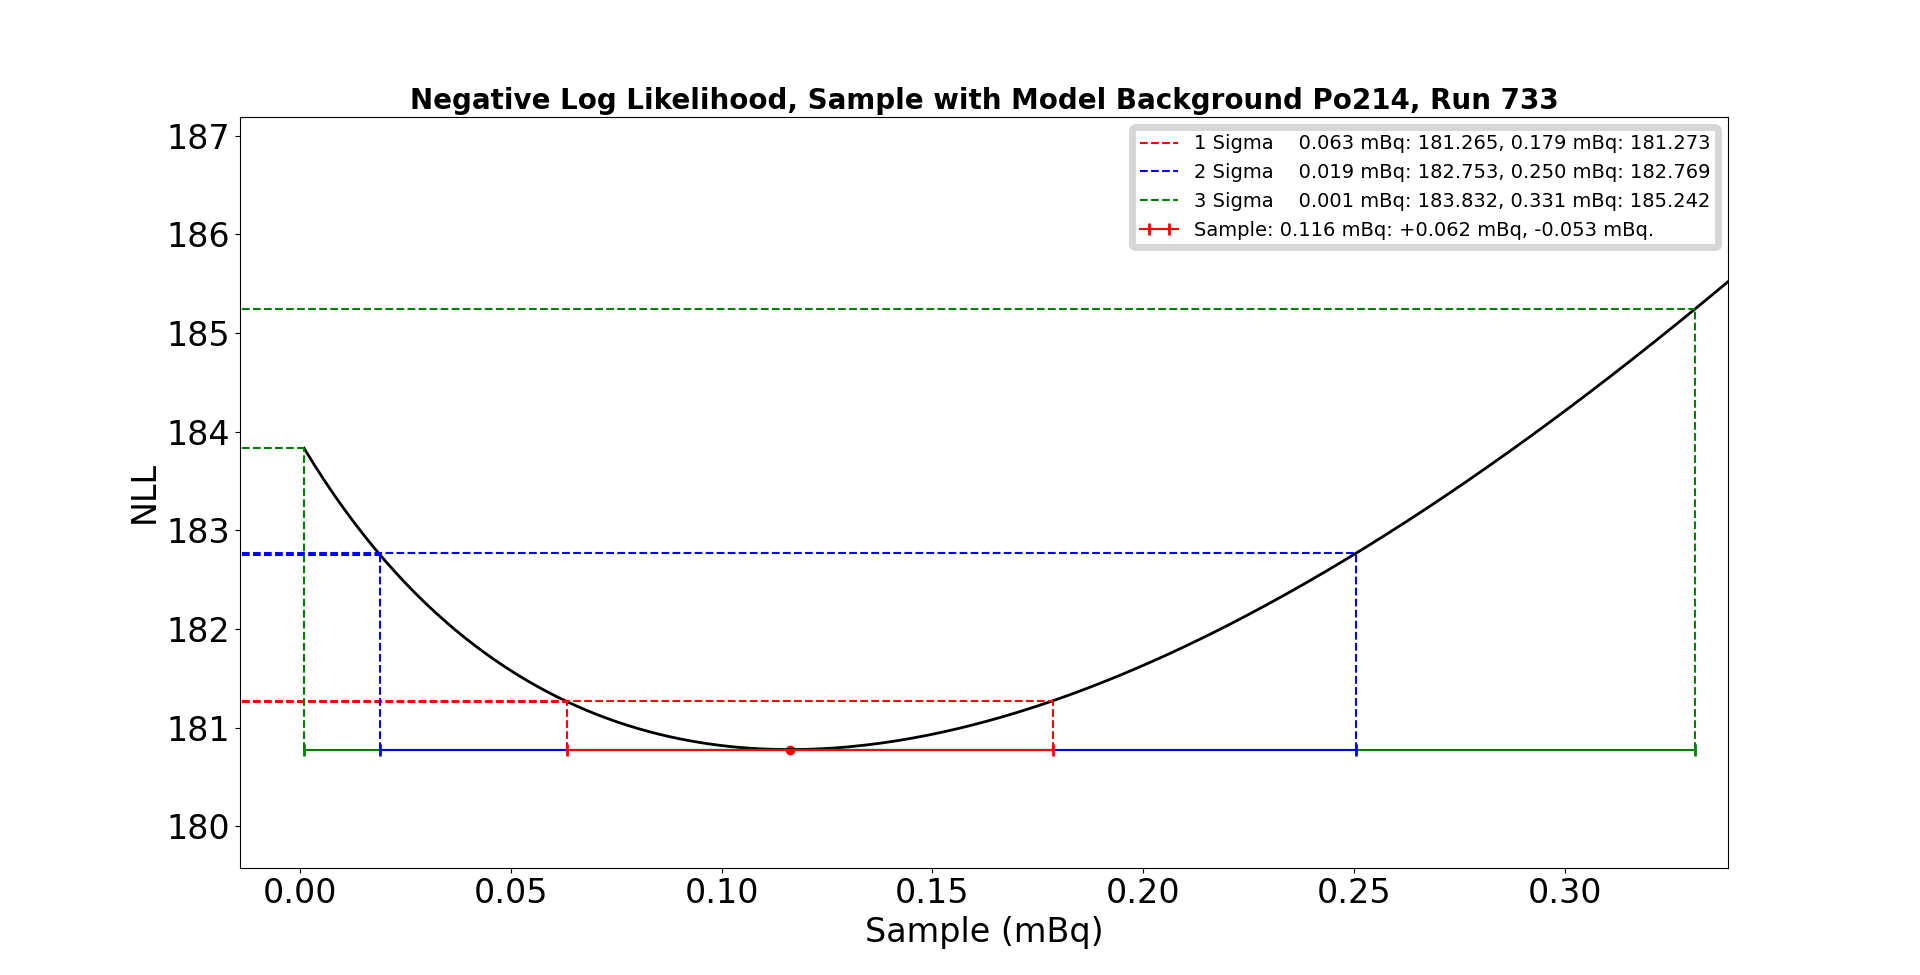 Negative Log Likelihood, Sample with Model Background Po214, Run 733
1 Sigma    0.063 mBq: 181.265, 0.179 mBq: 181.273
2 Sigma    0.019 mBq: 182.753, 0.250 mBq: 182.769
3 Sigma    0.001 mBq: 183.832, 0.331 mBq: 185.242
Sample: 0.116 mBq: +0.062 mBq, -0.053 mBq.
187
186
185
184
183
182
181
180
NLL
0.00 0.05 0.10 0.15 0.20 0.25 0.30
Sample (mBq)